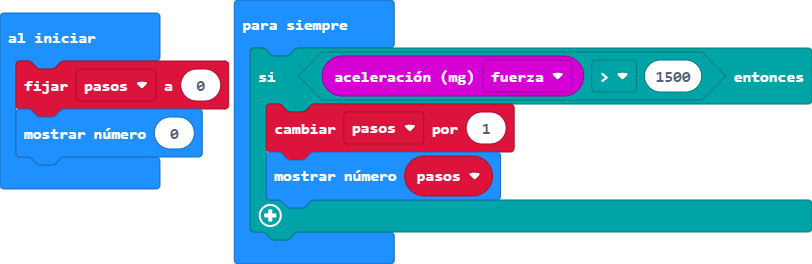 al iniciar
fijar pasos a 0
mostrar número 0
para siempre
si aceleración (mg) fuerza > 1500 entonces
cambiar pasos por 1
mostrar número pasos